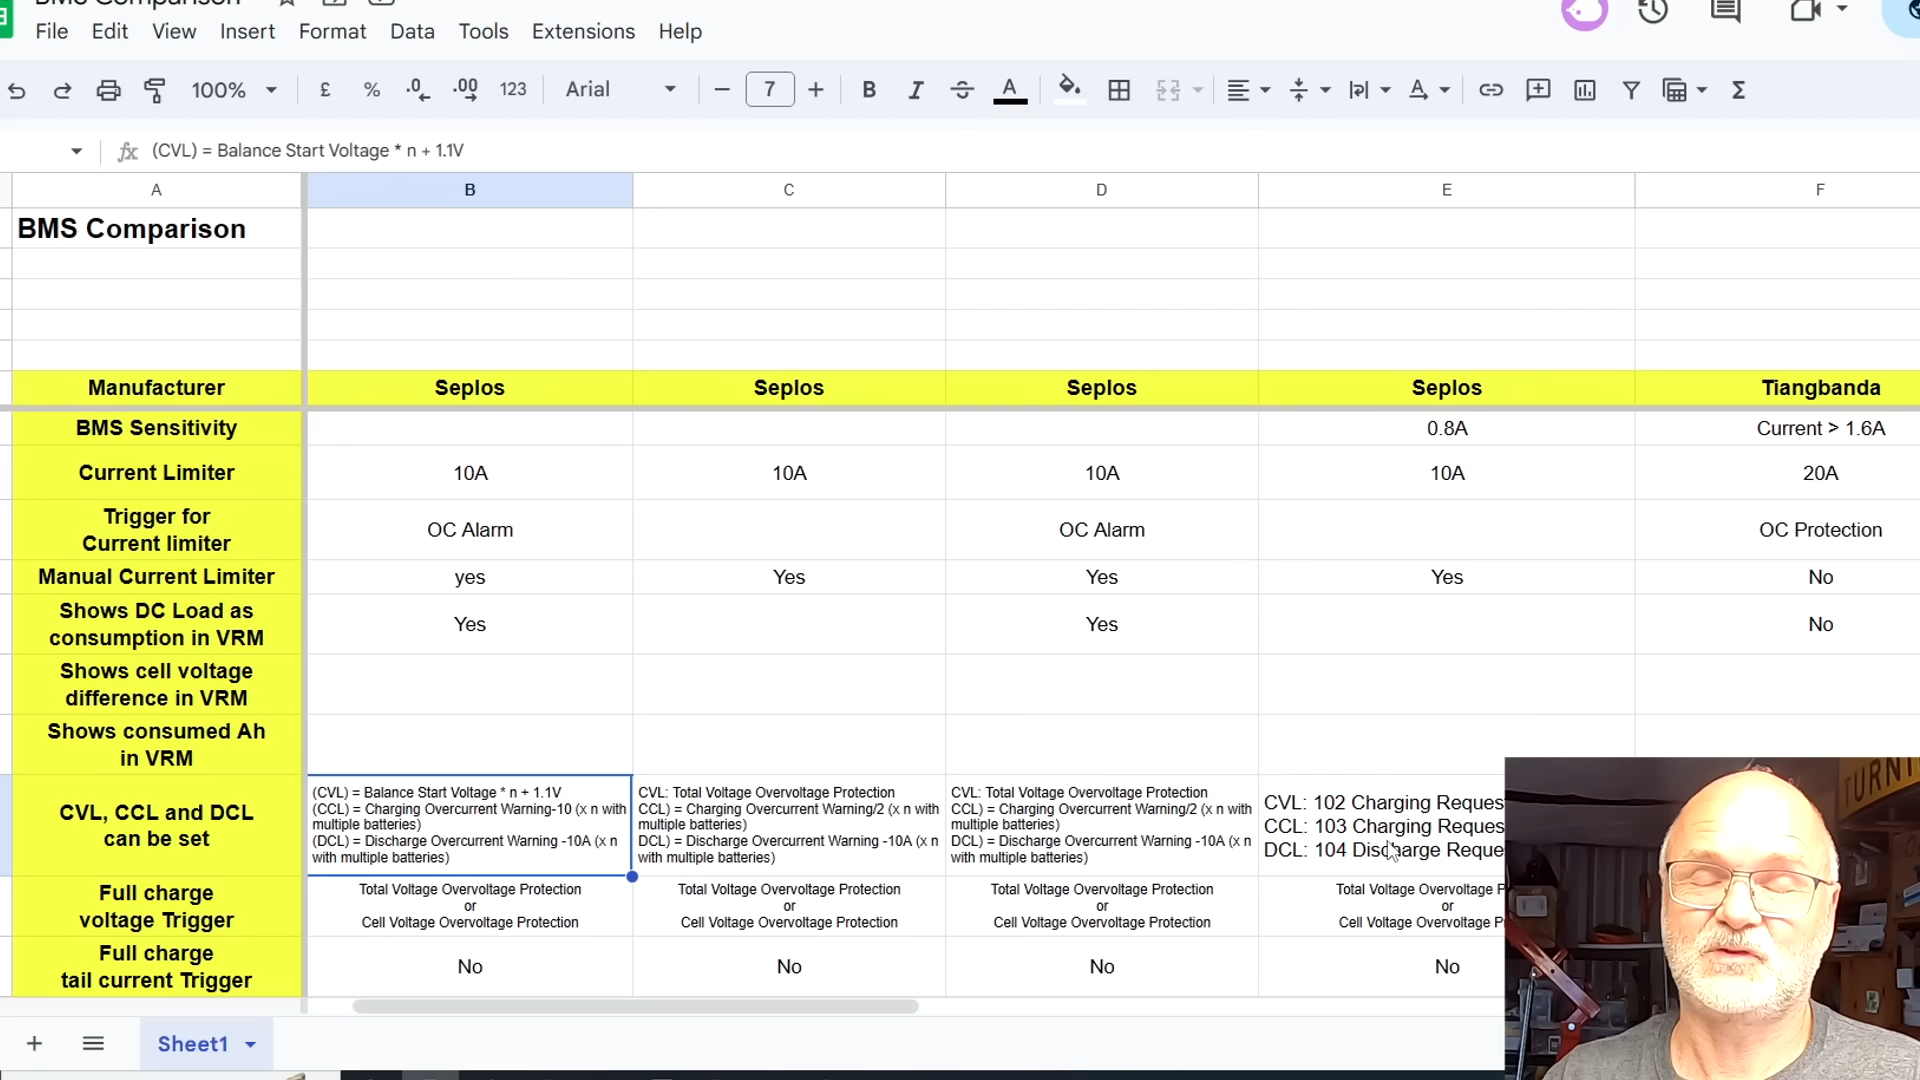 BMS Comparison
File Edit View Insert Format Data Tools Extensions Help
100% £ % .0 .00 123 Arial 7 B I A
fx (CVL) = Balance Start Voltage * n + 1.1V
A B C D E F
BMS Comparison
Manufacturer Seplos Seplos Seplos Seplos Tiangbanda
BMS Sensitivity 0.8A Current > 1.6A
Current Limiter 10A 10A 10A 10A 20A
Trigger for
Current limiter
OC Alarm OC Alarm OC Protection
Manual Current Limiter yes Yes Yes Yes No
Shows DC Load as
consumption in VRM
Yes Yes No
Shows cell voltage
difference in VRM
Shows consumed Ah
in VRM
CVL, CCL and DCL
can be set
(CVL) = Balance Start Voltage * n + 1.1V
(CCL) = Charging Overcurrent Warning-10 (x n with
multiple batteries)
(DCL) = Discharge Overcurrent Warning -10A (x n
with multiple batteries)
CVL: Total Voltage Overvoltage Protection
CCL) = Charging Overcurrent Warning/2 (x n with
multiple batteries)
DCL) = Discharge Overcurrent Warning -10A (x n
with multiple batteries)
CVL: Total Voltage Overvoltage Protection
CCL) = Charging Overcurrent Warning/2 (x n with
multiple batteries)
DCL) = Discharge Overcurrent Warning -10A (x n
with multiple batteries)
CVL: 102 Charging Reques
CCL: 103 Charging Reques
DCL: 104 Discharge Reque
Full charge
voltage Trigger
Total Voltage Overvoltage Protection
or
Cell Voltage Overvoltage Protection
Total Voltage Overvoltage Protection
or
Cell Voltage Overvoltage Protection
Total Voltage Overvoltage Protection
or
Cell Voltage Overvoltage Protection
Total Voltage Overvoltage P
or
Cell Voltage Overvoltage P
Full charge
tail current Trigger
No No No No
TURNI
Sheet1